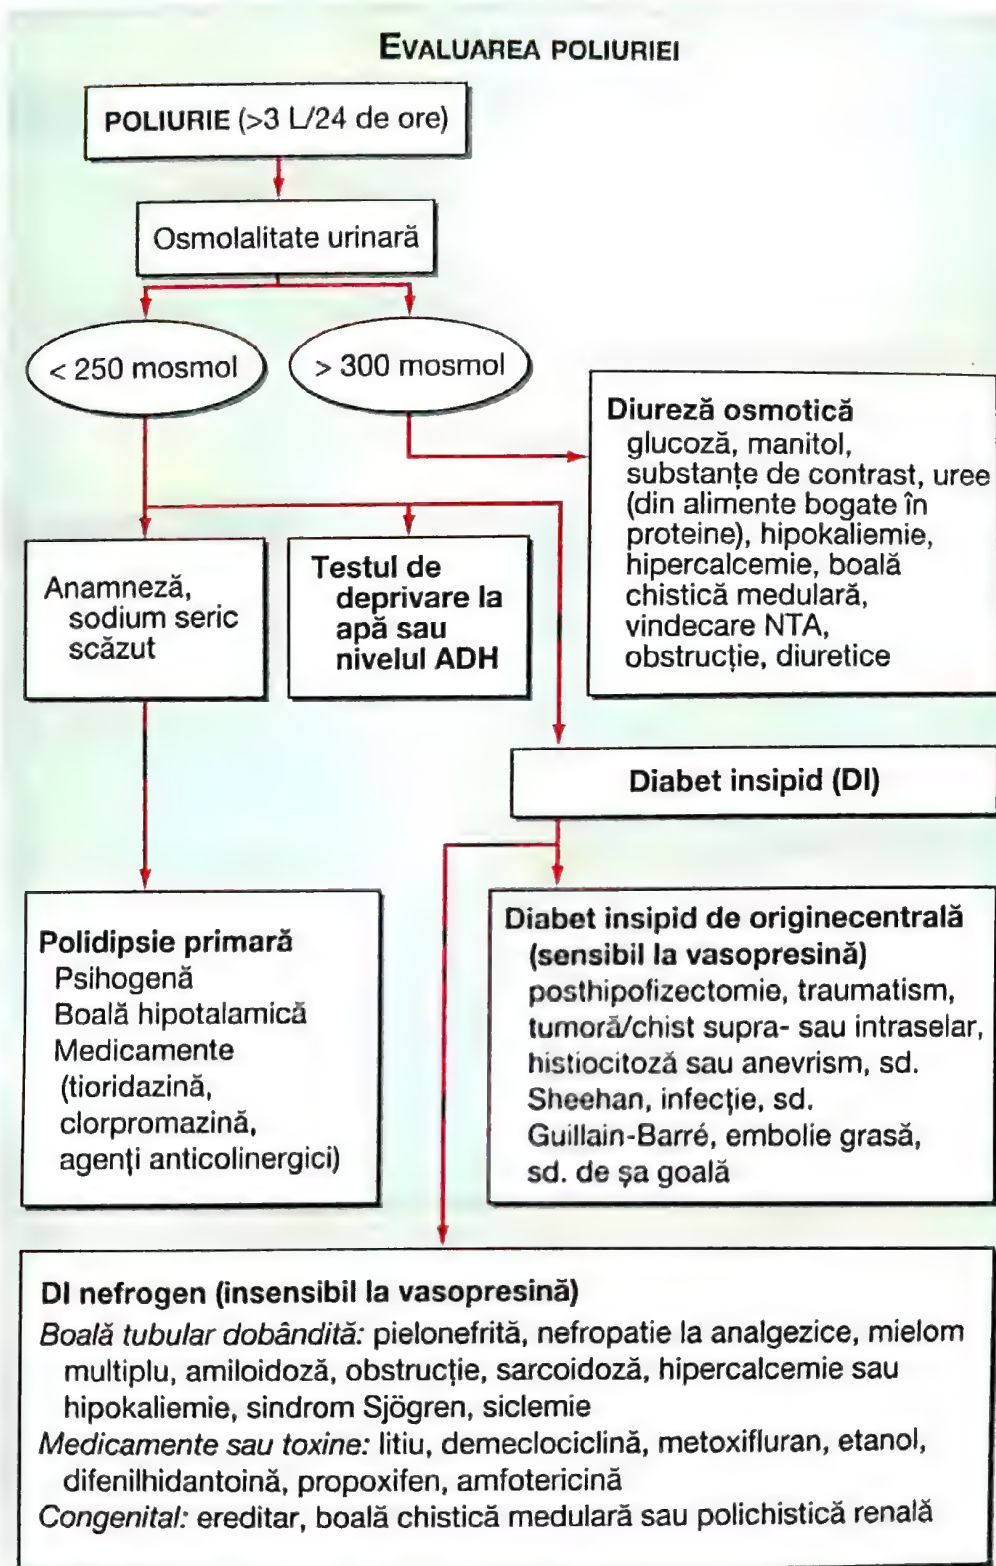 EVALUAREA POLIURIEI
POLIURIE (>3 L/24 de ore)
Osmolalitate urinară
< 250 mosmol
> 300 mosmol
Diureză osmotică
glucoză, manitol,
substanțe de contrast, uree
(din alimente bogate în
proteine), hipokaliemie,
hipercalcemie, boală
chistică medulară,
vindecare NTA,
obstrucție, diuretice
Anamneză,
sodium seric
scăzut
Testul de
deprivare la
apă sau
nivelul ADH
Diabet insipid (DI)
Polidipsie primară
Psihogenă
Boală hipotalamică
Medicamente
(tioridazină,
clorpromazină,
agenți anticolinergici)
Diabet insipid de originecentrală
(sensibil la vasopresină)
posthipofizectomie, traumatism,
tumoră/chist supra- sau intraselar,
histiocitoză sau anevrism, sd.
Sheehan, infecție, sd.
Guillain-Barré, embolie grasă,
sd. de șa goală
DI nefrogen (insensibil la vasopresină)
Boală tubular dobândită: pielonefrită, nefropatie la analgezice, mielom
multiplu, amiloidoză, obstrucție, sarcoidoză, hipercalcemie sau
hipokaliemie, sindrom Sjögren, siclemie
Medicamente sau toxine: litiu, demeclociclină, metoxifluran, etanol,
difenilhidantoină, propoxifen, amfotericină
Congenital: ereditar, boală chistică medulară sau polichistică renală